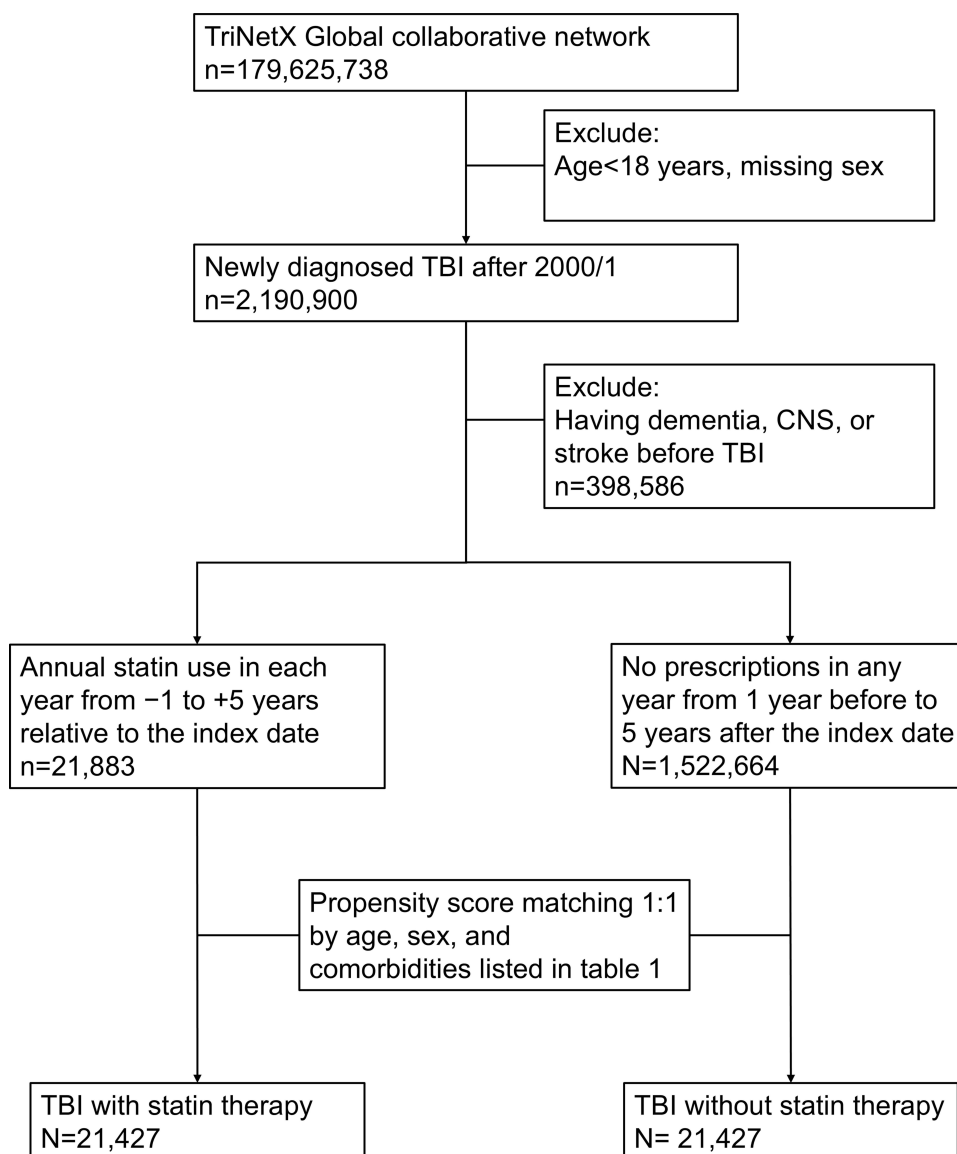 TriNetX Global collaborative network
n=179,625,738
Exclude:
Age<18 years, missing sex
Newly diagnosed TBI after 2000/1
n=2,190,900
Exclude:
Having dementia, CNS, or
stroke before TBI
n=398,586
Annual statin use in each
year from −1 to +5 years
relative to the index date
n=21,883
No prescriptions in any
year from 1 year before to
5 years after the index date
N=1,522,664
Propensity score matching 1:1
by age, sex, and
comorbidities listed in table 1
TBI with statin therapy
N=21,427
TBI without statin therapy
N= 21,427